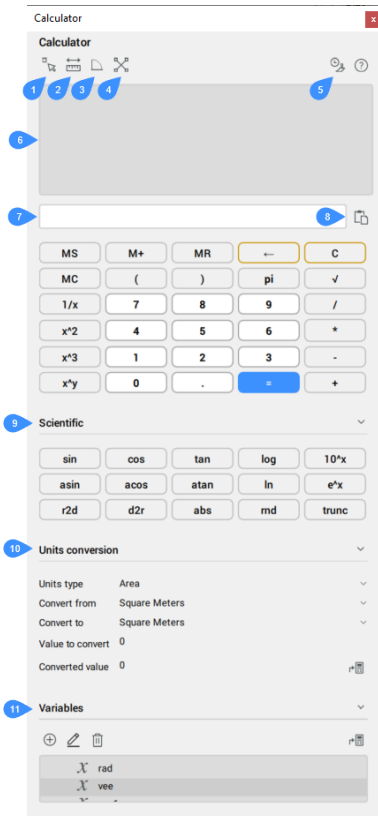 Calculator
x
Calculator
?
1 2 3 4 5
6
7 8
MS M+ MR ← C
MC ( ) pi √
1/x 7 8 9 /
x^2 4 5 6 *
x^3 1 2 3 -
x^y 0 . = +
9 Scientific
sin cos tan log 10^x
asin acos atan ln e^x
r2d d2r abs rnd trunc
10 Units conversion
Units type Area
Convert from Square Meters
Convert to Square Meters
Value to convert 0
Converted value 0
11 Variables
x rad
x vee